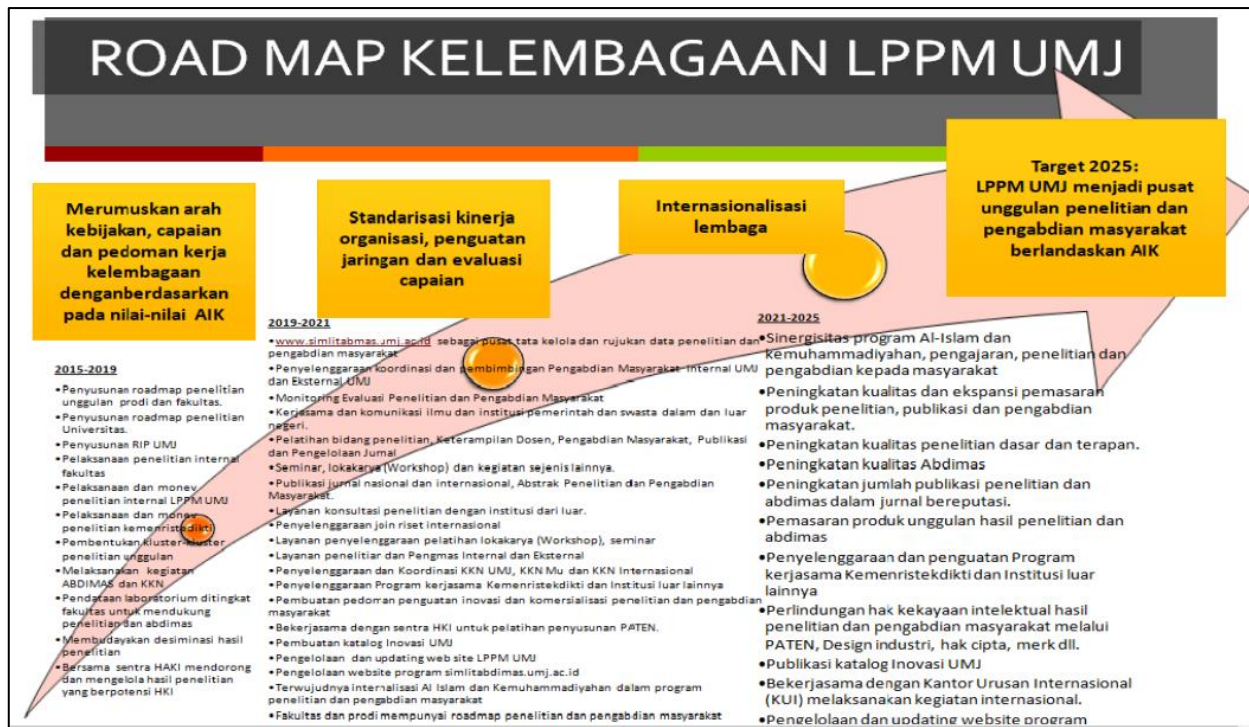 ROAD MAP KELEMBAGAAN LPPM UMJ
Merumuskan arah
kebijakan, capaian
dan pedoman kerja
kelembagaan
denganberdasarkan
pada nilai-nilai AIK
Standarisasi kinerja
organisasi, penguatan
jaringan dan evaluasi
capaian
Internasionalisasi
lembaga
Target 2025:
LPPM UMJ menjadi pusat
unggulan penelitian dan
pengabdian masyarakat
berlandaskan AIK
2015-2019
•Penyusunan roadmap penelitian
unggulan prodi dan fakultas.
•Penyusunan roadmap penelitian
Universitas.
•Penyusunan RIP UMJ
•Pelaksanaan penelitian internal
fakultas
•Pelaksanaan dan monev
penelitian internal LPPM UMJ
•Pelaksanaan dan monev
penelitian kemenristekdikti
•Pembentukan kluster-kluster
penelitian unggulan
•Melaksanakan kegiatan
ABDIMAS dan KKN
•Pendataan laboratorium ditingkat
fakultas untuk mendukung
penelitian dan abdimas
•Membudayakan desiminasi hasil
penelitian
•Bersama sentra HAKI mendorong
dan mengelola hasil penelitian
yang berpotensi HKI
2019-2021
•www.simlitabmas.umj.ac.id sebagai pusat tata kelola dan rujukan data penelitian dan
pengabdian masyarakat
•Penyelenggaraan koordinasi dan pembimbingan Pengabdian Masyarakat Internal UMJ
dan Eksternal UMJ
•Monitoring Evaluasi Penelitian dan Pengabdian Masyarakat
•Kerjasama dan komunikasi ilmu dan institusi pemerintah dan swasta dalam dan luar
negeri.
•Pelatihan bidang penelitian, Keterampilan Dosen, Pengabdian Masyarakat, Publikasi
dan Pengelolaan Jurnal
•Seminar, lokakarya (Workshop) dan kegiatan sejenis lainnya.
•Publikasi jurnal nasional dan internasional, Abstrak Penelitian dan Pengabdian
Masyarakat.
•Layanan konsultasi penelitian dengan institusi dari luar.
•Penyelenggaraan join riset internasional
•Layanan penyelenggaraan pelatihan lokakarya (Workshop), seminar
•Layanan penelitiar dan Pengmas Internal dan Eksternal
•Penyelenggaraan dan Koordinasi KKN UMJ, KKN Mu dan KKN Internasional
•Penyelenggaraan Program kerjasama Kemenristekdikti dan Institusi luar lainnya
•Pembuatan pedoman penguatan inovasi dan komersialisasi penelitian dan pengabdian
masyarakat
•Bekerjasama dengan sentra HKI untuk pelatihan penyusunan PATEN.
•Pembuatan katalog Inovasi UMJ
•Pengelolaan dan updating web site LPPM UMJ
•Pengelolaan website program simlitabdimas.umj.ac.id
•Terwujudnya internalisasi Al Islam dan Kemuhammadiyahan dalam program
penelitian dan pengabdian masyarakat
•Fakultas dan prodi mempunyai roadmap penelitian dan pengabdian masyarakat
2021-2025
•Sinergisitas program Al-Islam dan
kemuhammadiyahan, pengajaran, penelitian dan
pengabdian kepada masyarakat
•Peningkatan kualitas dan ekspansi pemasaran
produk penelitian, publikasi dan pengabdian
masyarakat.
•Peningkatan kualitas penelitian dasar dan terapan.
•Peningkatan kualitas Abdimas
•Peningkatan jumlah publikasi penelitian dan
abdimas dalam jurnal bereputasi.
•Pemasaran produk unggulan hasil penelitian dan
abdimas
•Penyelenggaraan dan penguatan Program
kerjasama Kemenristekdikti dan Institusi luar
lainnya
•Perlindungan hak kekayaan intelektual hasil
penelitian dan pengabdian masyarakat melalui
PATEN, Design industri, hak cipta, merk dll.
•Publikasi katalog Inovasi UMJ
•Bekerjasama dengan Kantor Urusan Internasional
(KUI) melaksanakan kegiatan internasional.
•Pengelolaan dan updating website program